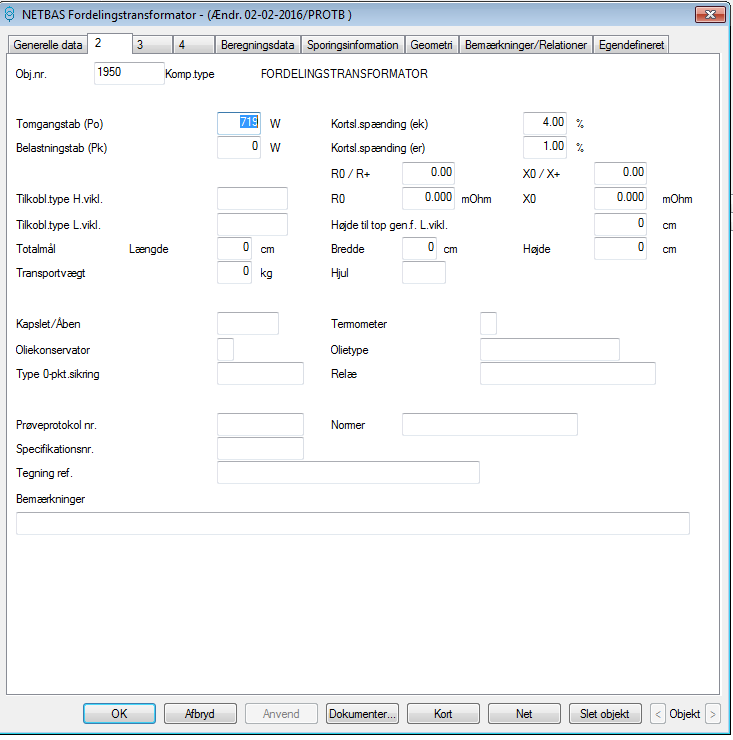 NETBAS Fordelingstransformator - (Ændr. 02-02-2016/PROTB )
Generelle data 2 3 4 Beregningsdata Sporingsinformation Geometri Bemærkninger/Relationer Egendefineret
Obj.nr. 1950 Komp.type FORDELINGSTRANSFORMATOR
Tomgangstab (Po) 719 W Kortsl.spænding (ek) 4.00 %
Belastningstab (Pk) 0 W Kortsl.spænding (er) 1.00 %
R0 / R+ 0.00 X0 / X+ 0.00
Tilkobl.type H.vikl. R0 0.000 mOhm X0 0.000 mOhm
Tilkobl.type L.vikl. Højde til top gen.f. L.vikl. 0 cm
Totalmål Længde 0 cm Bredde 0 cm Højde 0 cm
Transportvægt 0 kg Hjul
Kapslet/Åben Termometer
Oliekonservator Olietype
Type 0-pkt.sikring Relæ
Prøveprotokol nr. Normer
Specifikationsnr.
Tegning ref.
Bemærkninger
OK Afbryd Anvend Dokumenter... Kort Net Slet objekt < Objekt >